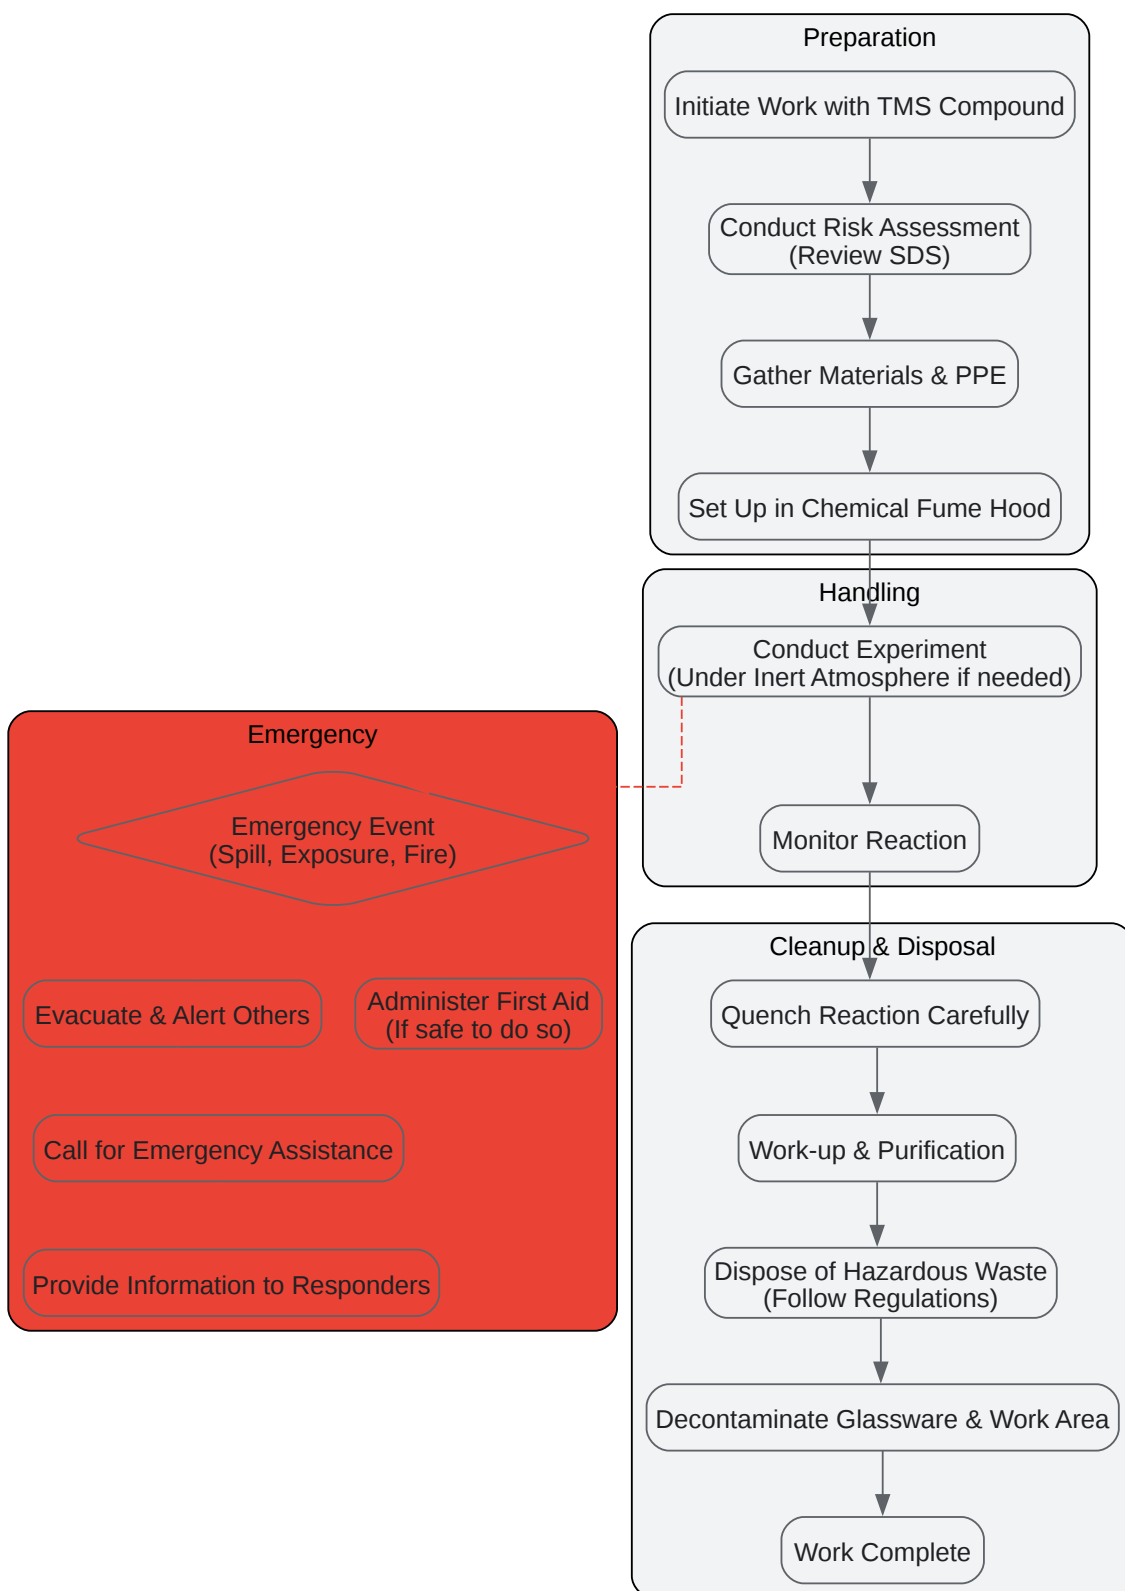 Preparation
Initiate Work with TMS Compound
Conduct Risk Assessment
(Review SDS)
Gather Materials & PPE
Set Up in Chemical Fume Hood
Handling
Conduct Experiment
(Under Inert Atmosphere if needed)
Monitor Reaction
Emergency
Emergency Event
(Spill, Exposure, Fire)
Evacuate & Alert Others
Administer First Aid
(If safe to do so)
Call for Emergency Assistance
Provide Information to Responders
Cleanup & Disposal
Quench Reaction Carefully
Work-up & Purification
Dispose of Hazardous Waste
(Follow Regulations)
Decontaminate Glassware & Work Area
Work Complete